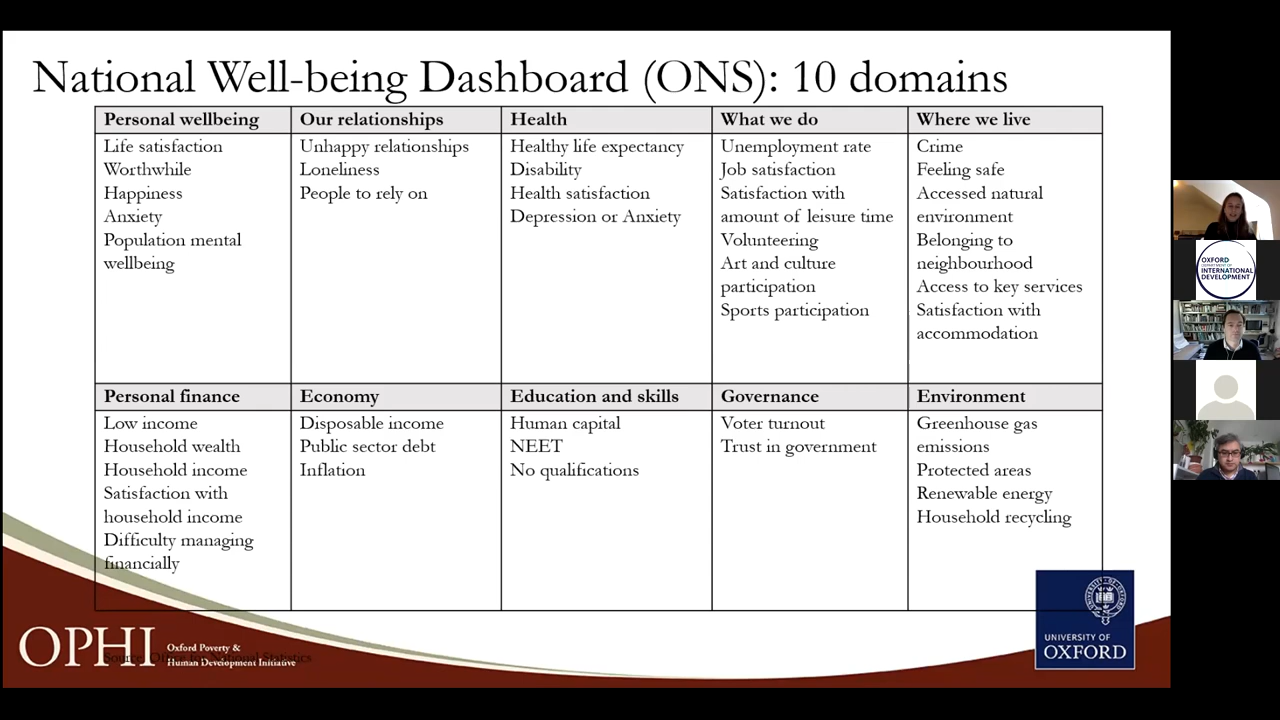 National Well-being Dashboard (ONS): 10 domains
Personal wellbeing
Life satisfaction
Worthwhile
Happiness
Anxiety
Population mental
wellbeing
Our relationships
Unhappy relationships
Loneliness
People to rely on
Health
Healthy life expectancy
Disability
Health satisfaction
Depression or Anxiety
What we do
Unemployment rate
Job satisfaction
Satisfaction with
amount of leisure time
Volunteering
Art and culture
participation
Sports participation
Where we live
Crime
Feeling safe
Accessed natural
environment
Belonging to
neighbourhood
Access to key services
Satisfaction with
accommodation
Personal finance
Low income
Household wealth
Household income
Satisfaction with
household income
Difficulty managing
financially
Economy
Disposable income
Public sector debt
Inflation
Education and skills
Human capital
NEET
No qualifications
Governance
Voter turnout
Trust in government
Environment
Greenhouse gas
emissions
Protected areas
Renewable energy
Household recycling
OPHI
Oxford Poverty &
Human Development Initiative
Source: Office for National Statistics
UNIVERSITY OF
OXFORD
OXFORD
DEPARTMENT OF
INTERNATIONAL
DEVELOPMENT